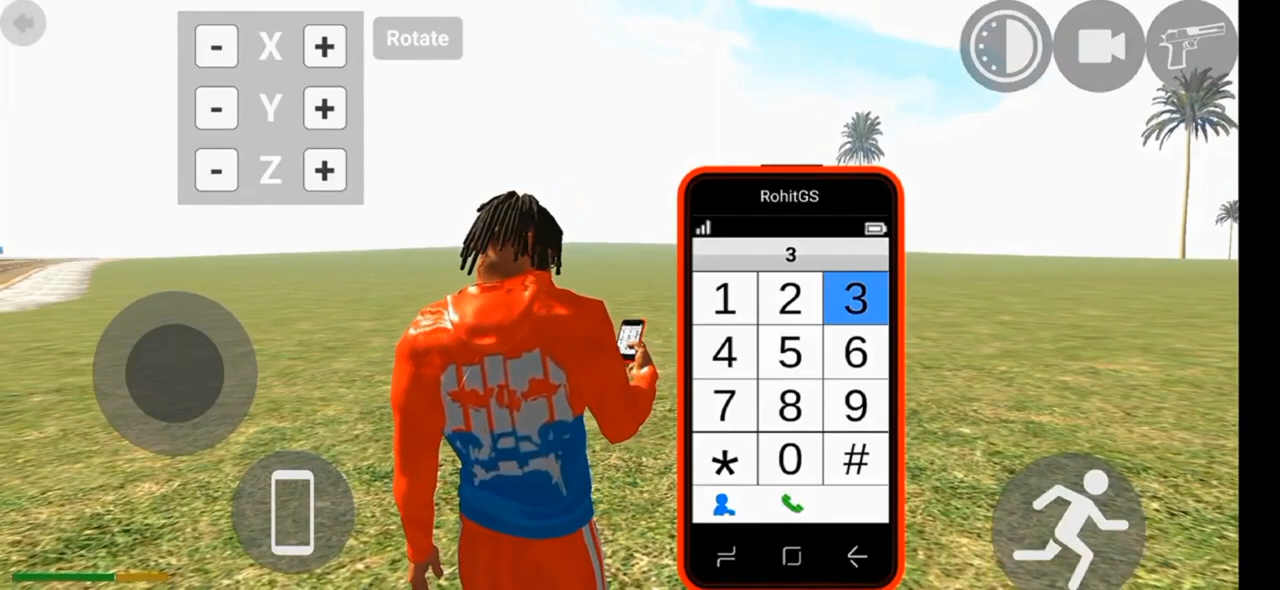 - X +
Rotate
- Y +
- Z +
RohitGS
3
1 2 3
4 5 6
7 8 9
* 0 #